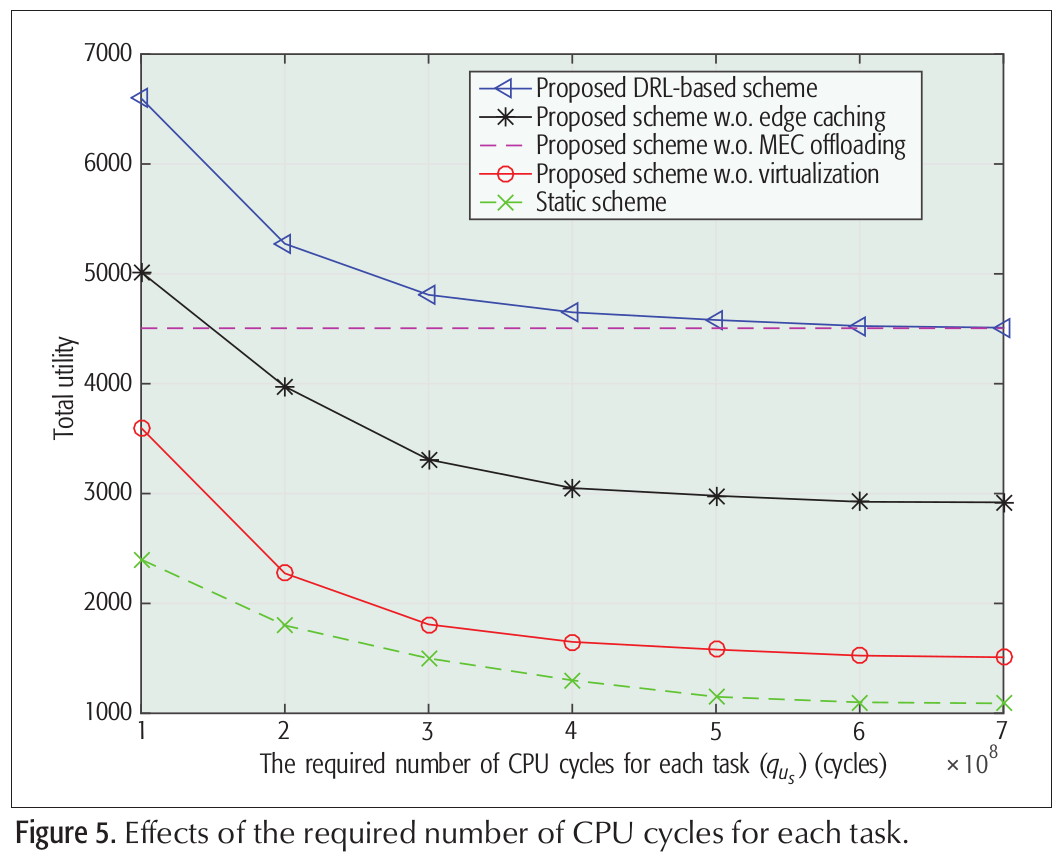 7000
6000
5000
4000
3000
2000
1000
Total utility
Proposed DRL-based scheme
Proposed scheme w.o. edge caching
Proposed scheme w.o. MEC offloading
Proposed scheme w.o. virtualization
Static scheme
1 2 3 4 5 6 7
The required number of CPU cycles for each task (q_{u_s}) (cycles) ×10^8
Figure 5. Effects of the required number of CPU cycles for each task.